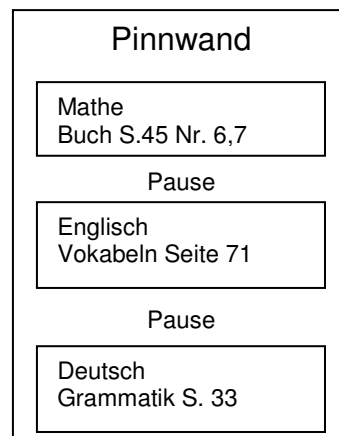 Pinnwand
Mathe
Buch S.45 Nr. 6,7
Pause
Englisch
Vokabeln Seite 71
Pause
Deutsch
Grammatik S. 33